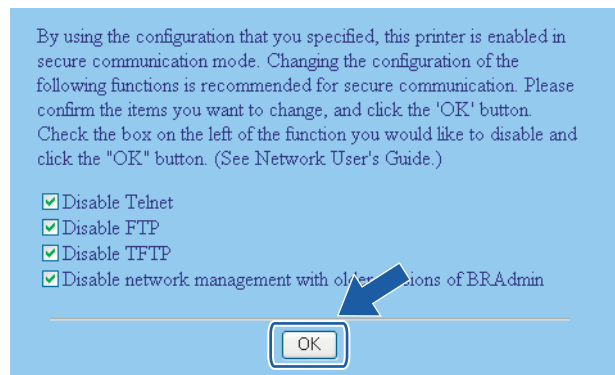 By using the configuration that you specified, this printer is enabled in
secure communication mode. Changing the configuration of the
following functions is recommended for secure communication. Please
confirm the items you want to change, and click the 'OK' button.
Check the box on the left of the function you would like to disable and
click the "OK" button. (See Network User's Guide.)
Disable Telnet
Disable FTP
Disable TFTP
Disable network management with older versions of BRAdmin
OK